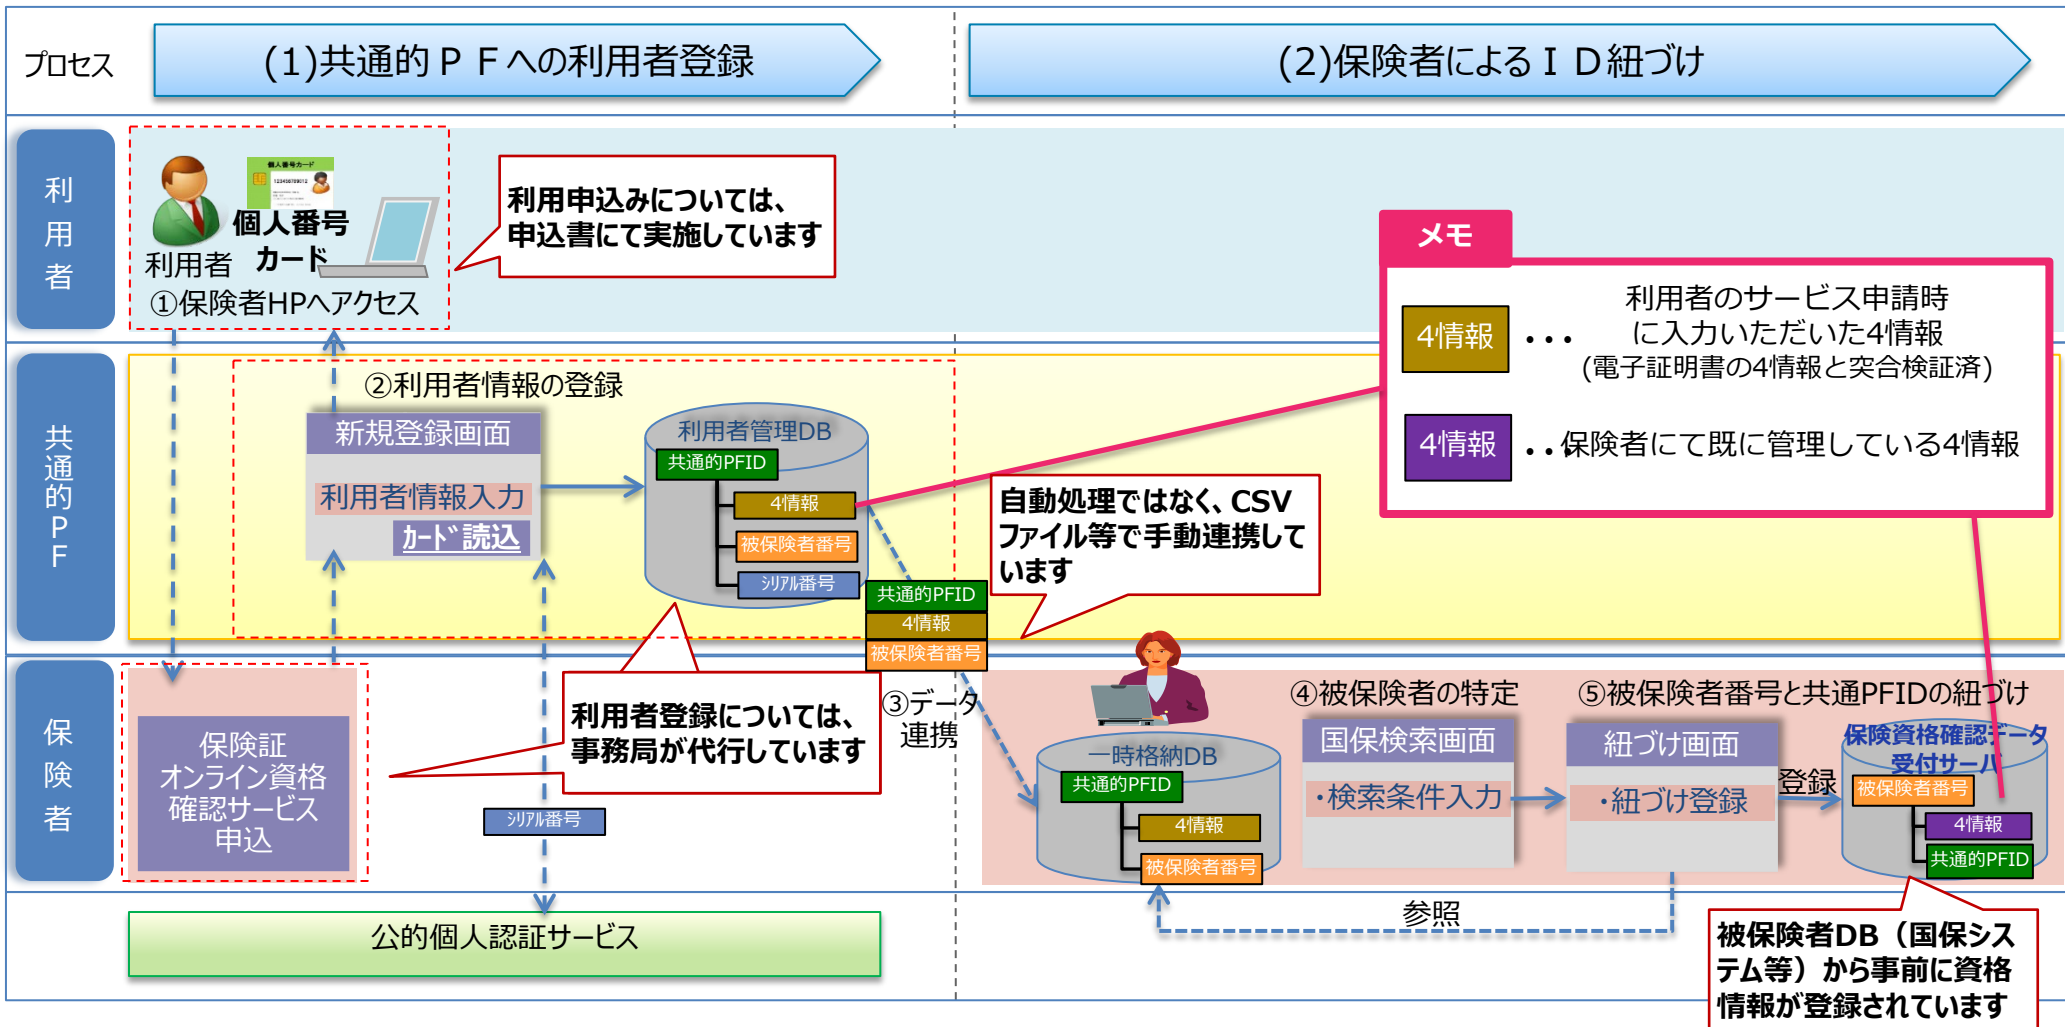 プロセス
(1)共通的ＰＦへの利用者登録
(2)保険者によるＩＤ紐づけ
利用者
個人番号カード
123456789012
個人番号
カード
利用者
①保険者HPへアクセス
利用申込みについては、
申込書にて実施しています
メモ
4情報
・・・
利用者のサービス申請時
に入力いただいた4情報
(電子証明書の4情報と突合検証済)
4情報
・・・
保険者にて既に管理している4情報
共通的PF
②利用者情報の登録
新規登録画面
利用者情報入力
ｶｰﾄﾞ読込
利用者管理DB
共通的PFID
4情報
被保険者番号
ｼﾘｱﾙ番号
自動処理ではなく、CSV
ファイル等で手動連携して
います
共通的PFID
4情報
被保険者番号
③データ
連携
保険者
保険証
オンライン資格
確認サービス
申込
利用者登録については、
事務局が代行しています
ｼﾘｱﾙ番号
一時格納DB
共通的PFID
4情報
被保険者番号
④被保険者の特定
国保検索画面
・検索条件入力
⑤被保険者番号と共通PFIDの紐づけ
紐づけ画面
・紐づけ登録
登録
保険資格確認データ
受付サーバ
被保険者番号
4情報
共通的PFID
参照
公的個人認証サービス
被保険者DB（国保シス
テム等）から事前に資格
情報が登録されています